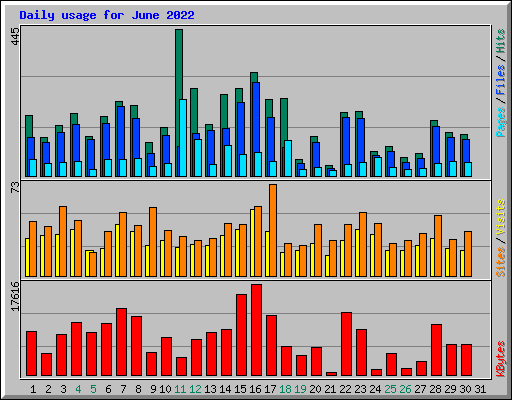 Daily usage for June 2022
445
Pages / Files / Hits
73
Sites / Visits
17616
KBytes
1 2 3 4 5 6 7 8 9 10 11 12 13 14 15 16 17 18 19 20 21 22 23 24 25 26 27 28 29 30 31